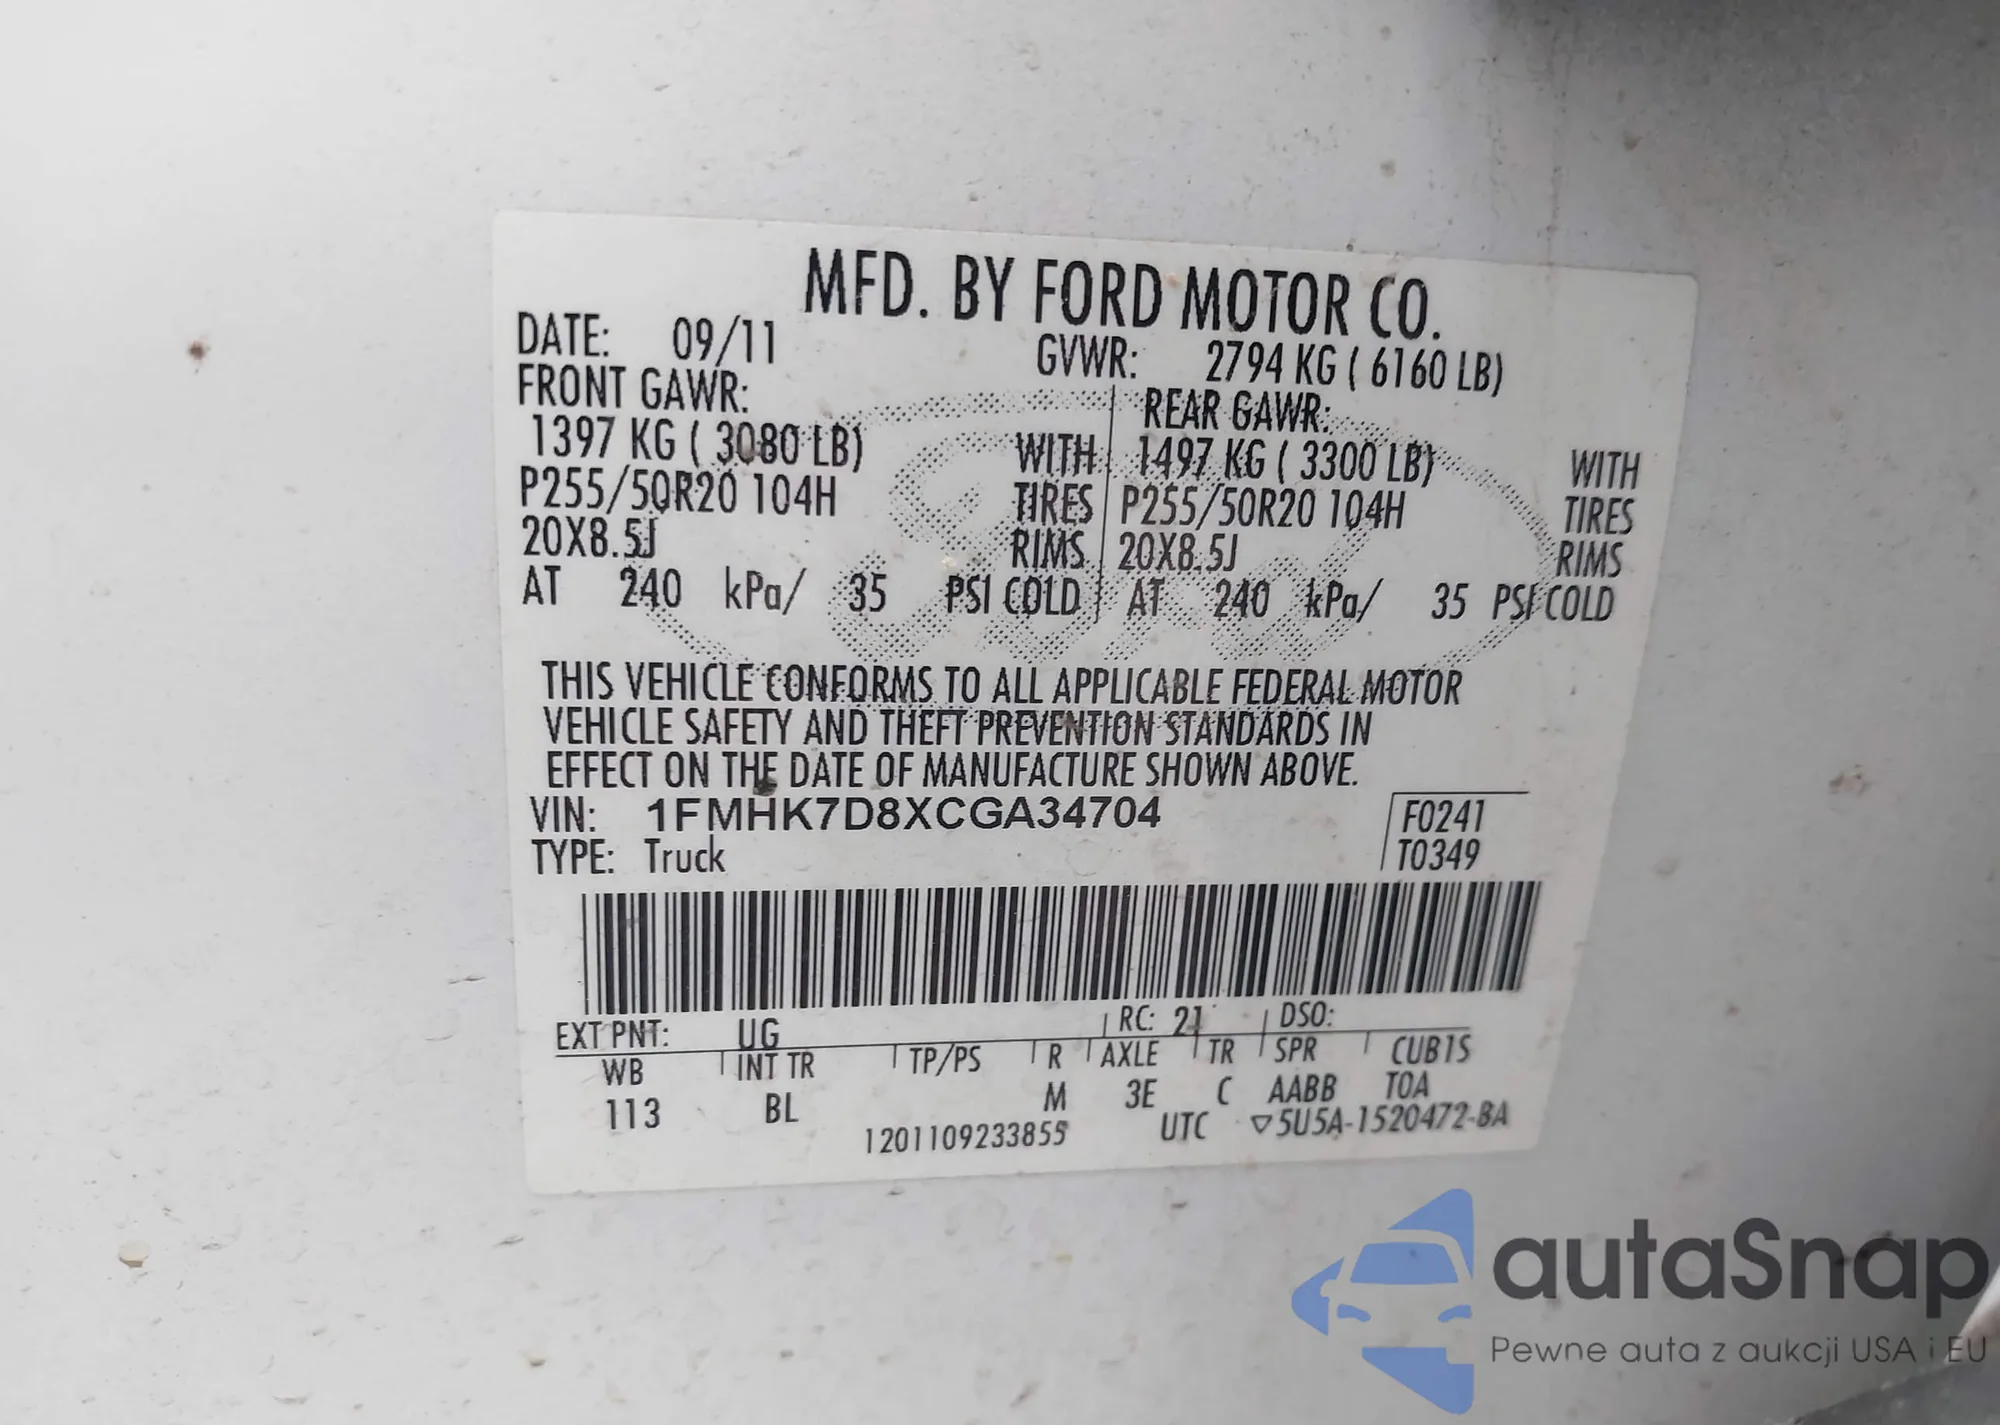 MFD. BY FORD MOTOR CO.
DATE: 09/11 GVWR: 2794 KG ( 6160 LB)
FRONT GAWR: REAR GAWR:
1397 KG ( 3080 LB) WITH 1497 KG ( 3300 LB) WITH
P255/50R20 104H TIRES P255/50R20 104H TIRES
20X8.5J RIMS 20X8.5J RIMS
AT 240 kPa/ 35 PSI COLD AT 240 kPa/ 35 PSI COLD
THIS VEHICLE CONFORMS TO ALL APPLICABLE FEDERAL MOTOR
VEHICLE SAFETY AND THEFT PREVENTION STANDARDS IN
EFFECT ON THE DATE OF MANUFACTURE SHOWN ABOVE.
VIN: 1FMHK7D8XCGA34704 F0241
TYPE: Truck T0349
EXT PNT: UG RC: 21 DSO:
WB INT TR TP/PS R AXLE TR SPR CUB1S
113 BL M 3E C AABB TOA
1201109233855 UTC ▽5U5A-1520472-BA
autaSnap
Pewne auta z aukcji USA i EU